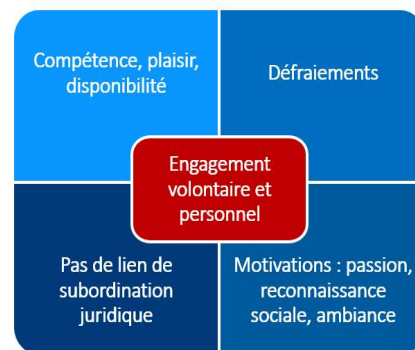 Compétence, plaisir,
disponibilité
Défraiements
Engagement
volontaire et
personnel
Pas de lien de
subordination
juridique
Motivations : passion,
reconnaissance
sociale, ambiance